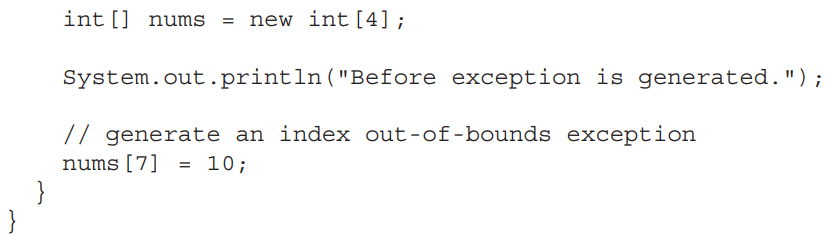 int[] nums = new int[4];
System.out.println("Before exception is generated.");
// generate an index out-of-bounds exception
nums[7] = 10;
}
}